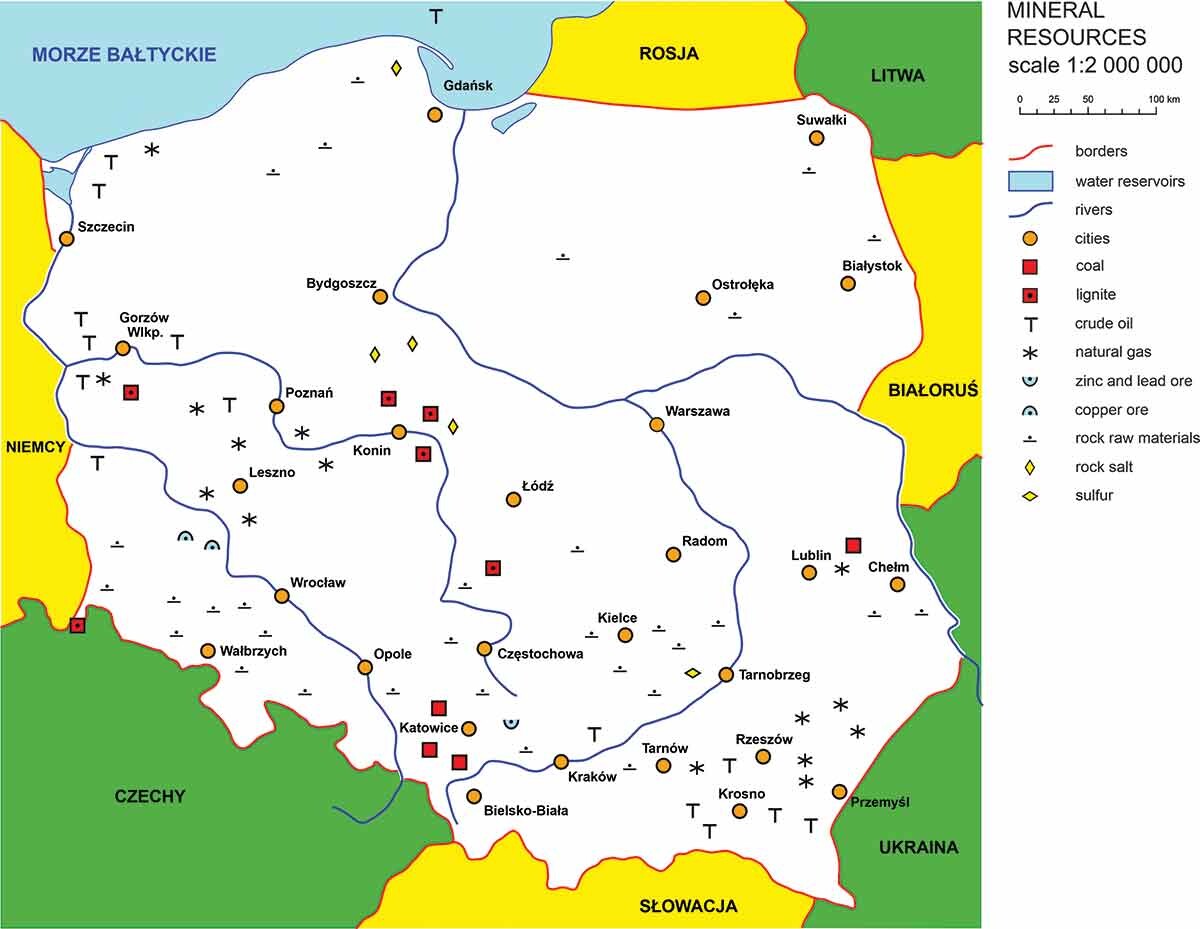 MORZE BAŁTYCKIE
ROSJA
LITWA
Gdańsk
Suwałki
Szczecin
Białystok
Bydgoszcz
Ostrołęka
Gorzów
Wlkp.
BIAŁORUŚ
Poznań
Warszawa
NIEMCY
Konin
Leszno
Łódź
Radom
Lublin
Chełm
Wrocław
Kielce
Wałbrzych
Opole
Częstochowa
Tarnobrzeg
Katowice
Tarnów
Rzeszów
Kraków
Krosno
CZECHY
Bielsko-Biała
Przemyśl
UKRAINA
SŁOWACJA
MINERAL
RESOURCES
scale 1:2 000 000
0 25 50 100 km
borders
water reservoirs
rivers
cities
coal
lignite
crude oil
natural gas
zinc and lead ore
copper ore
rock raw materials
rock salt
sulfur